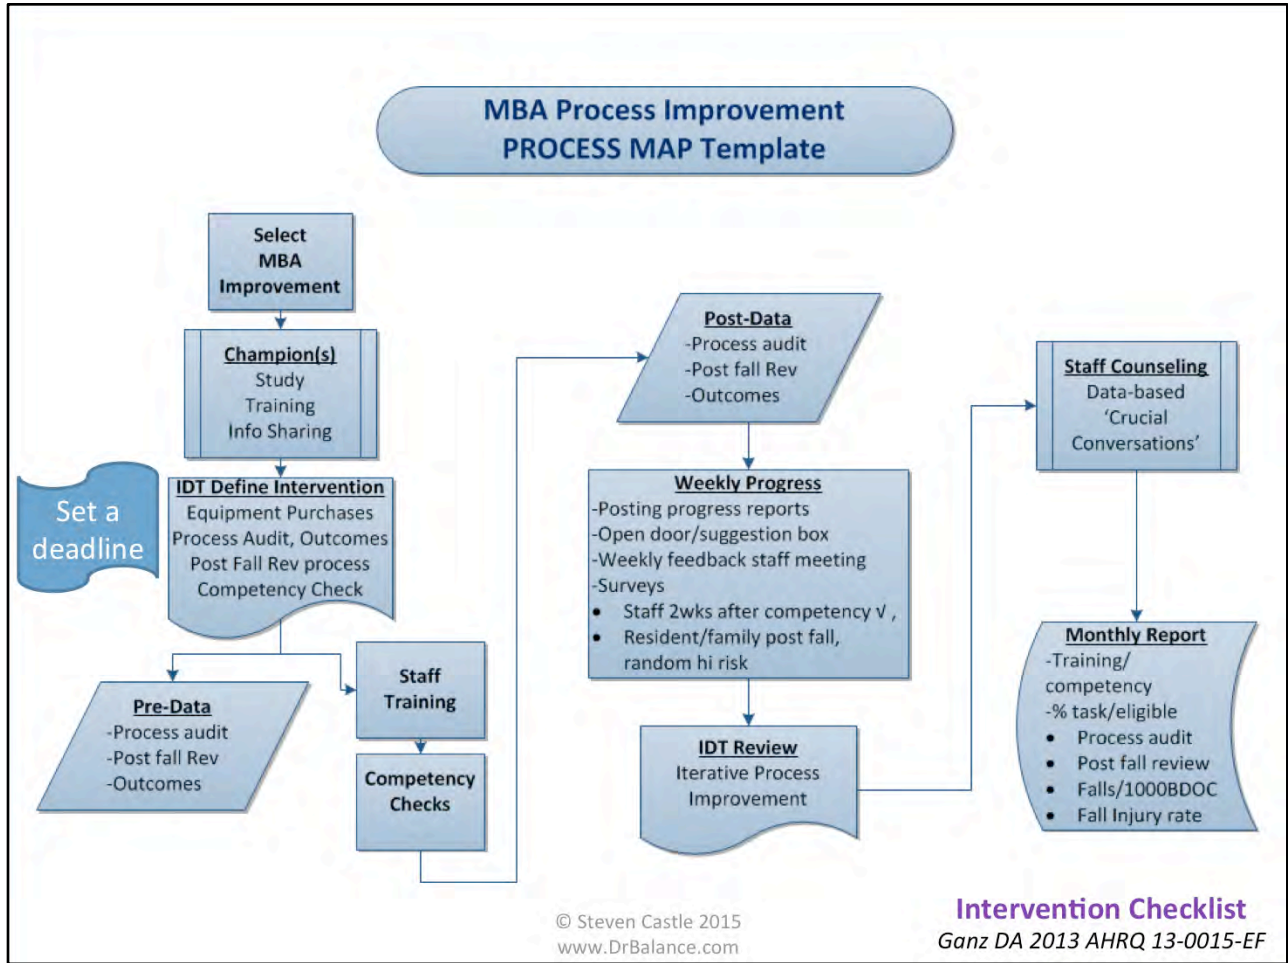 MBA Process Improvement
PROCESS MAP Template
Select
MBA
Improvement
Champion(s)
Study
Training
Info Sharing
Set a
deadline
IDT Define Intervention
Equipment Purchases
Process Audit, Outcomes
Post Fall Rev process
Competency Check
Pre-Data
-Process audit
-Post fall Rev
-Outcomes
Staff
Training
Competency
Checks
Post-Data
-Process audit
-Post fall Rev
-Outcomes
Weekly Progress
-Posting progress reports
-Open door/suggestion box
-Weekly feedback staff meeting
-Surveys
• Staff 2wks after competency √ ,
• Resident/family post fall,
random hi risk
IDT Review
Iterative Process
Improvement
Staff Counseling
Data-based
‘Crucial
Conversations’
Monthly Report
-Training/
competency
-% task/eligible
• Process audit
• Post fall review
• Falls/1000BDOC
• Fall Injury rate
© Steven Castle 2015
www.DrBalance.com
Intervention Checklist
Ganz DA 2013 AHRQ 13-0015-EF